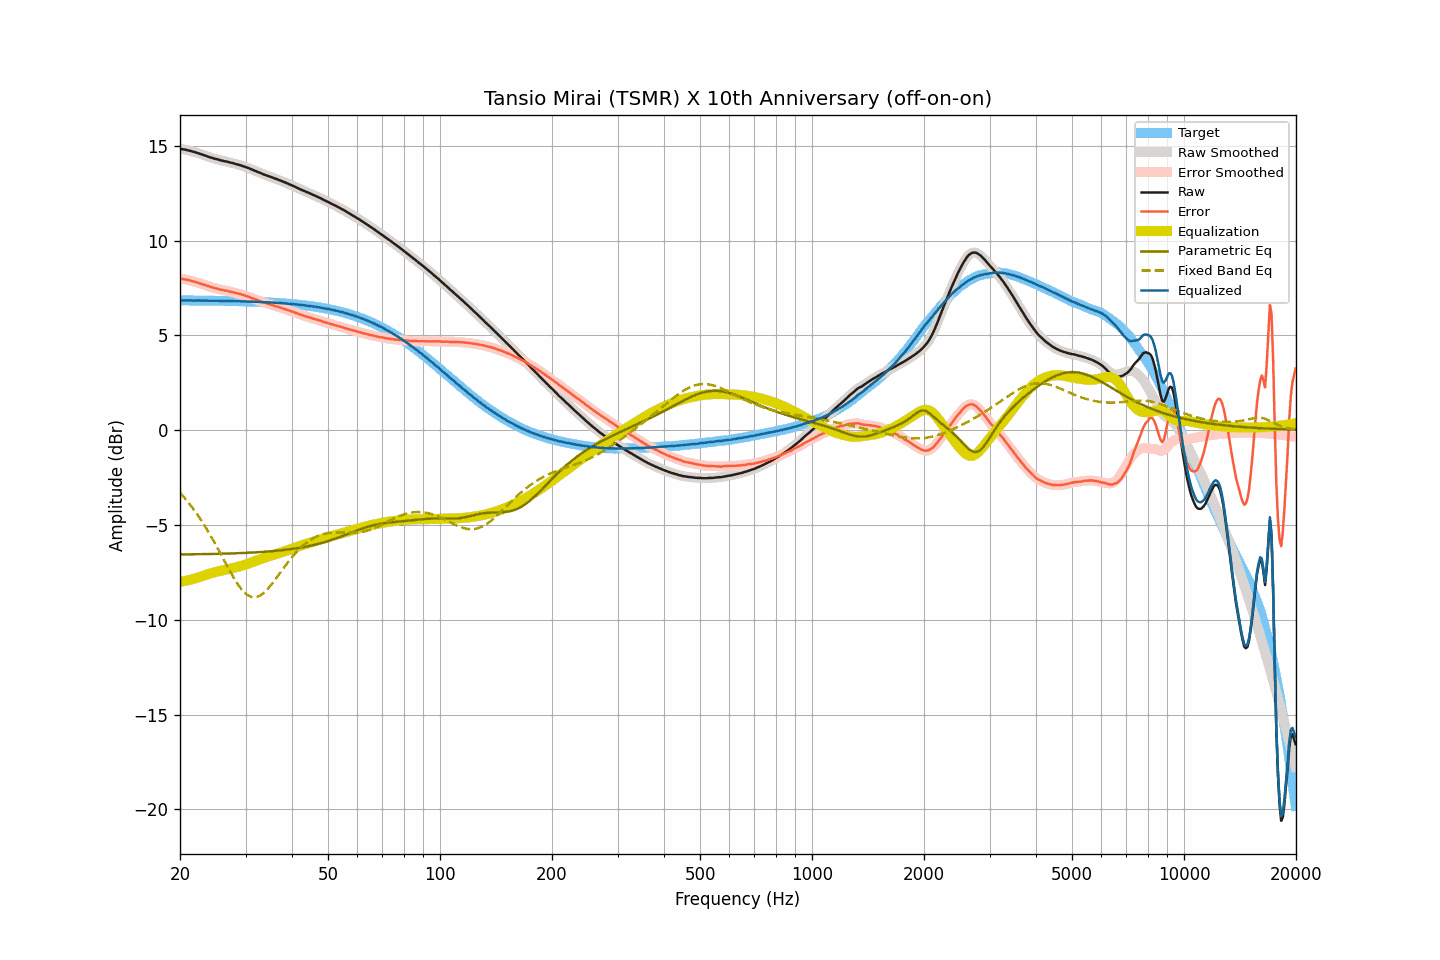 Tansio Mirai (TSMR) X 10th Anniversary (off-on-on)
Target
Raw Smoothed
Error Smoothed
Raw
Error
Equalization
Parametric Eq
Fixed Band Eq
Equalized
Amplitude (dBr)
15
10
5
0
−5
−10
−15
−20
20
50
100
200
500
1000
2000
5000
10000
20000
Frequency (Hz)